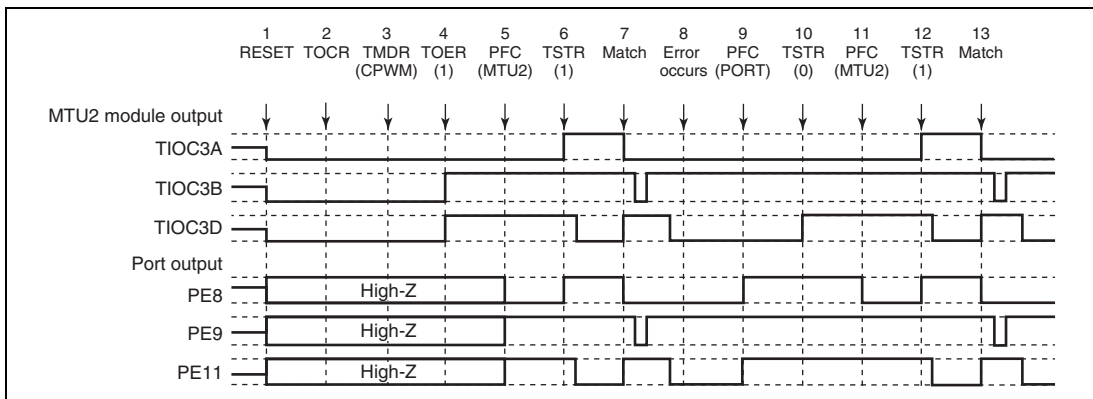 1 2 3 4 5 6 7 8 9 10 11 12 13
RESET TOCR TMDR TOER PFC TSTR Match Error PFC TSTR PFC TSTR Match
(CPWM) (1) (MTU2) (1) occurs (PORT) (0) (MTU2) (1)
MTU2 module output
TIOC3A
TIOC3B
TIOC3D
Port output
PE8 High-Z
PE9 High-Z
PE11 High-Z